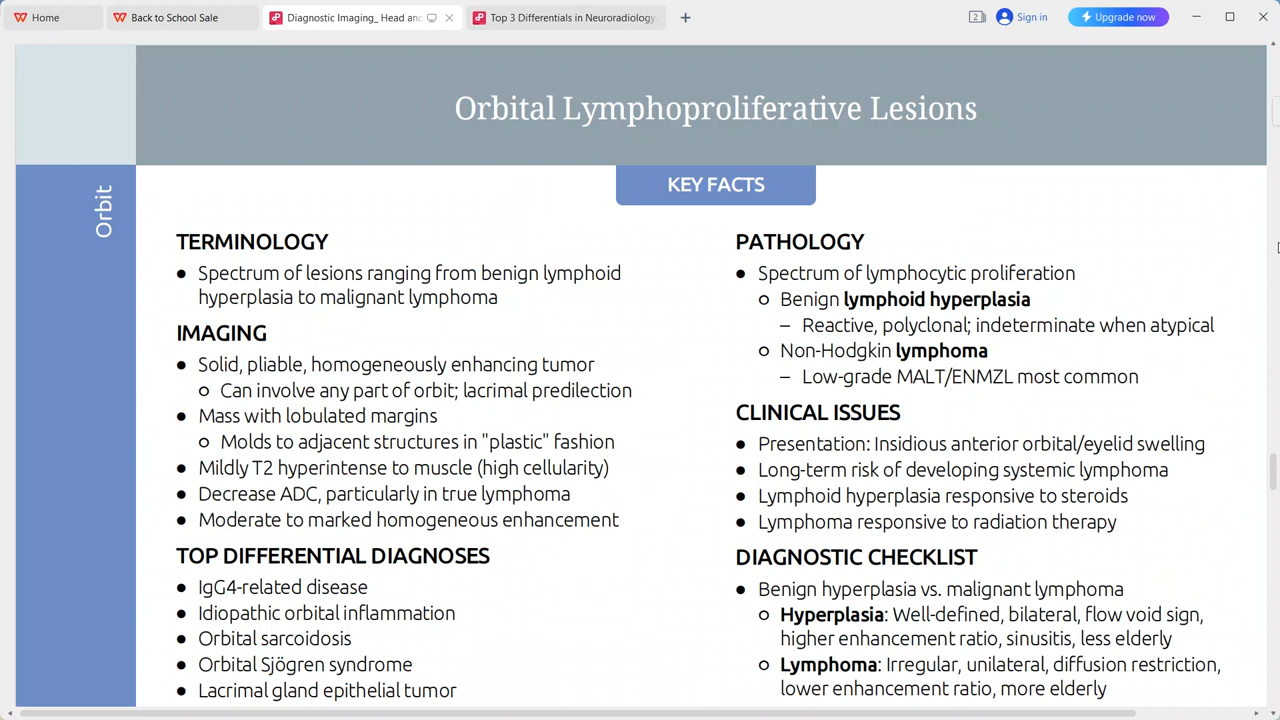 Home
Back to School Sale
Diagnostic Imaging_ Head and
Top 3 Differentials in Neuroradiology
2
Sign in
Upgrade now
Orbital Lymphoproliferative Lesions
Orbit
KEY FACTS
TERMINOLOGY
• Spectrum of lesions ranging from benign lymphoid
hyperplasia to malignant lymphoma
IMAGING
• Solid, pliable, homogeneously enhancing tumor
o Can involve any part of orbit; lacrimal predilection
• Mass with lobulated margins
o Molds to adjacent structures in "plastic" fashion
• Mildly T2 hyperintense to muscle (high cellularity)
• Decrease ADC, particularly in true lymphoma
• Moderate to marked homogeneous enhancement
TOP DIFFERENTIAL DIAGNOSES
• IgG4-related disease
• Idiopathic orbital inflammation
• Orbital sarcoidosis
• Orbital Sjögren syndrome
• Lacrimal gland epithelial tumor
PATHOLOGY
• Spectrum of lymphocytic proliferation
o Benign lymphoid hyperplasia
– Reactive, polyclonal; indeterminate when atypical
o Non-Hodgkin lymphoma
– Low-grade MALT/ENMZL most common
CLINICAL ISSUES
• Presentation: Insidious anterior orbital/eyelid swelling
• Long-term risk of developing systemic lymphoma
• Lymphoid hyperplasia responsive to steroids
• Lymphoma responsive to radiation therapy
DIAGNOSTIC CHECKLIST
• Benign hyperplasia vs. malignant lymphoma
o Hyperplasia: Well-defined, bilateral, flow void sign,
higher enhancement ratio, sinusitis, less elderly
o Lymphoma: Irregular, unilateral, diffusion restriction,
lower enhancement ratio, more elderly